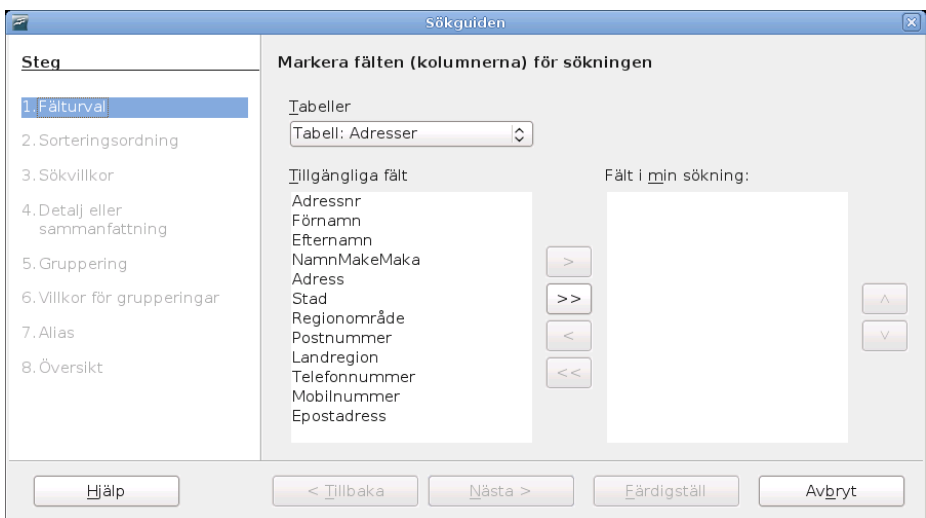 Sökguiden
Steg
1. Fälturval
2. Sorteringsordning
3. Sökvillkor
4. Detalj eller
sammanfattning
5. Gruppering
6. Villkor för grupperingar
7. Alias
8. Översikt
Markera fälten (kolumnerna) för sökningen
Tabeller
Tabell: Adresser
Tillgängliga fält
Adressnr
Förnamn
Efternamn
NamnMakeMaka
Adress
Stad
Regionområde
Postnummer
Landregion
Telefonnummer
Mobilnummer
Epostadress
>
>>
<
<<
Fält i min sökning:
Hjälp
< Tillbaka
Nästa >
Färdigställ
Avbryt